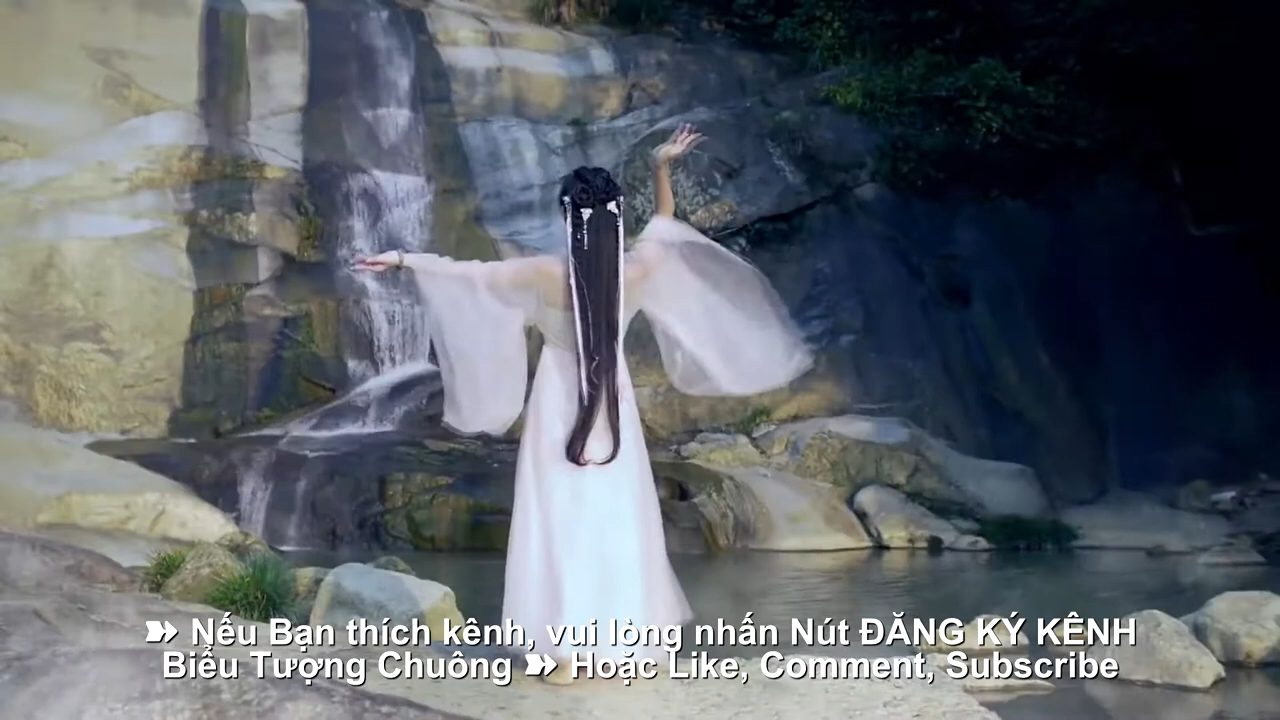 ➽ Nếu Bạn thích kênh, vui lòng nhấn Nút ĐĂNG KÝ KÊNH
Biểu Tượng Chuông ➽ Hoặc Like, Comment, Subscribe